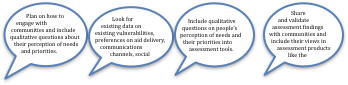 Plan on how to
engage with
communities and include
qualitative questions about
their perception of needs
and priorities.
Look for
existing data on
existing vulnerabilities,
preferences on aid delivery,
communications
channels, social
Include qualitative
questions on people's
perception of needs and
their priorities into
assessment tools.
Share
and validate
assessment findings
with communities and
include their views in
assessment products
like the